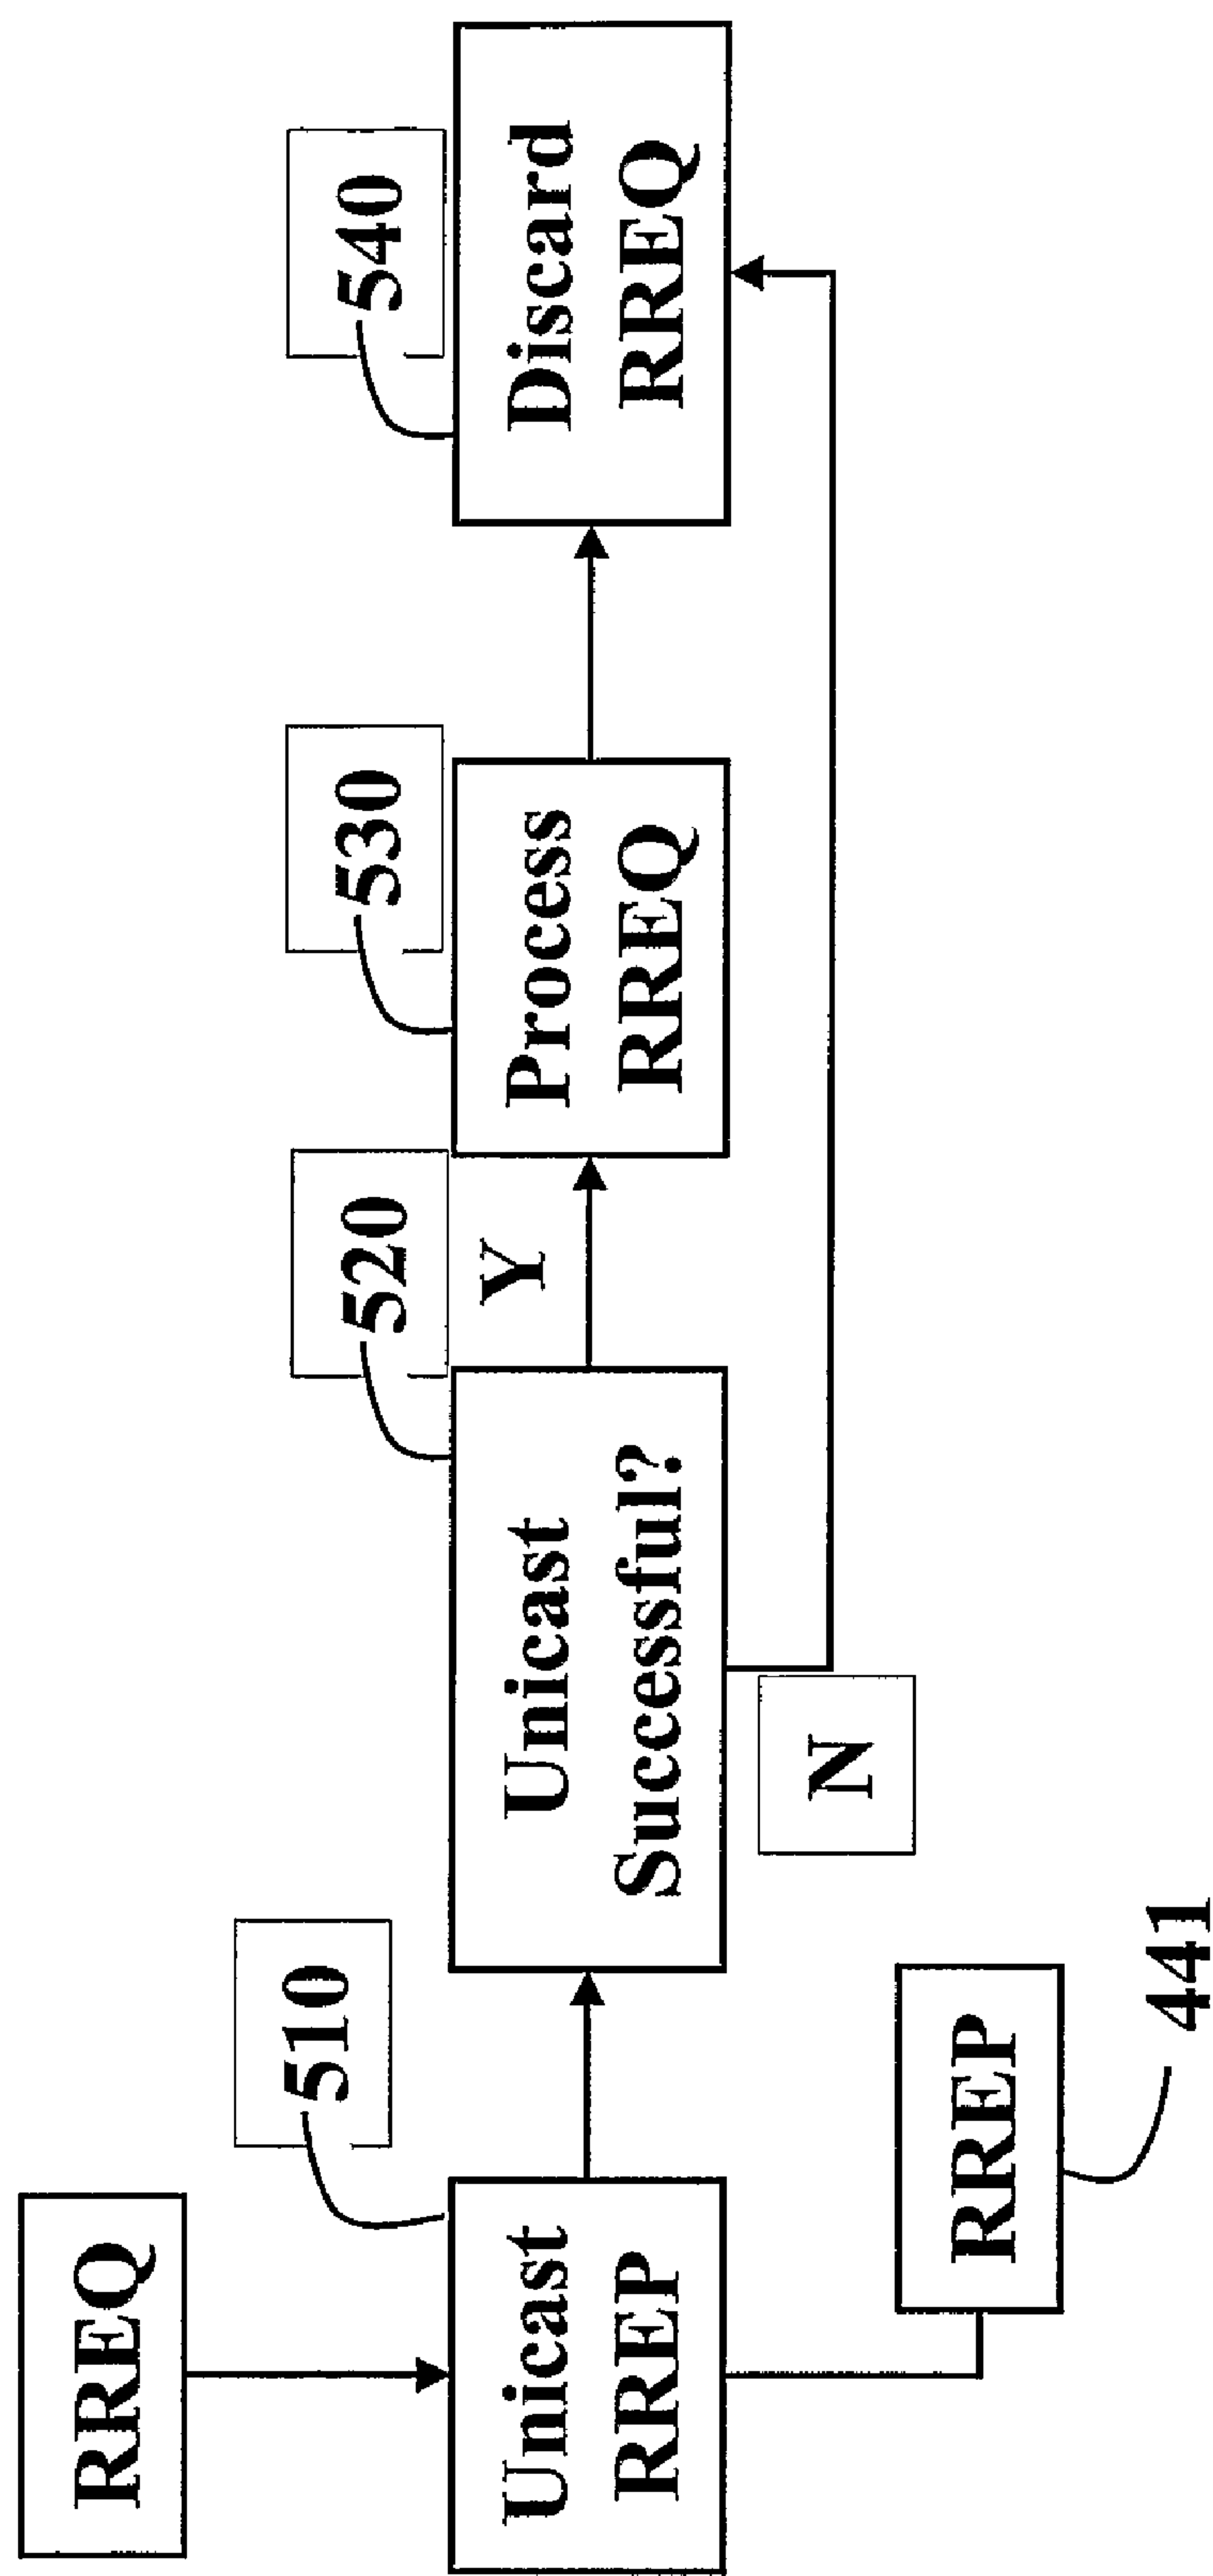 RREQ
510
Unicast
RREP
RREP
441
520
Unicast
Successful?
Y
N
530
Process
RREQ
540
Discard
RREQ